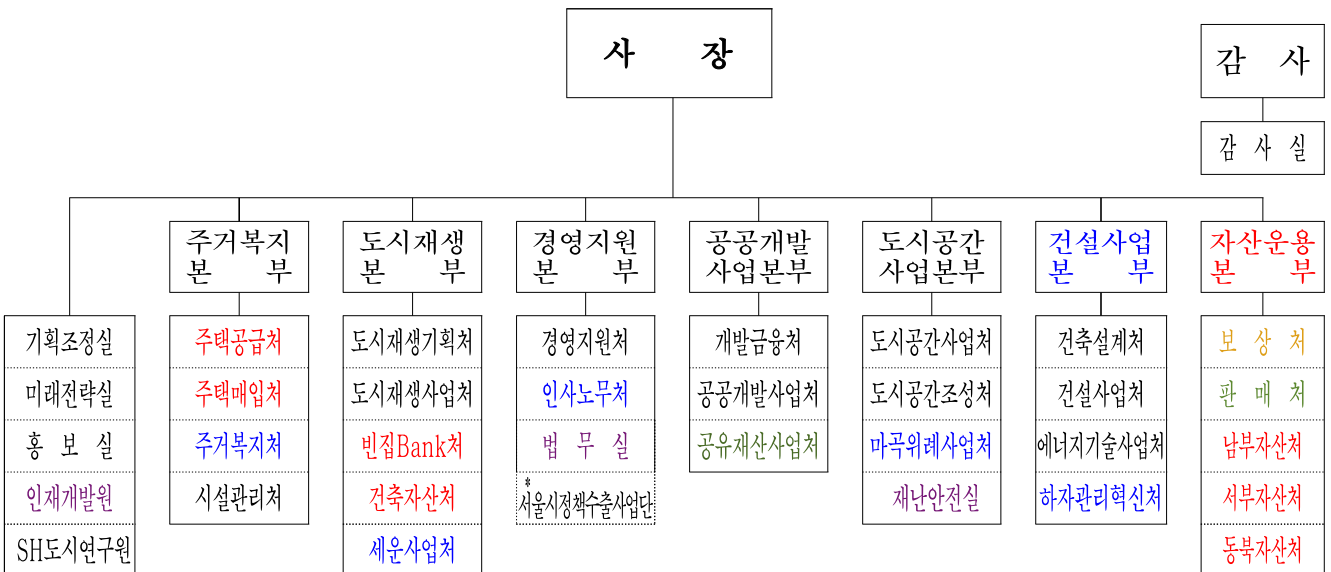 사 장
감 사
감 사 실
주거복지
본 부
도시재생
본 부
경영지원
본 부
공공개발
사업본부
도시공간
사업본부
건설사업
본 부
자산운용
본 부
기획조정실
미래전략실
홍 보 실
인재개발원
SH도시연구원
주택공급처
주택매입처
주거복지처
시설관리처
도시재생기획처
도시재생사업처
빈집Bank처
건축자산처
세운사업처
경영지원처
인사노무처
법 무 실
*
서울시정책수출사업단
개발금융처
공공개발사업처
공유재산사업처
도시공간사업처
도시공간조성처
마곡위례사업처
재난안전실
건축설계처
건설사업처
에너지기술사업처
하자관리혁신처
보 상 처
판 매 처
남부자산처
서부자산처
동북자산처